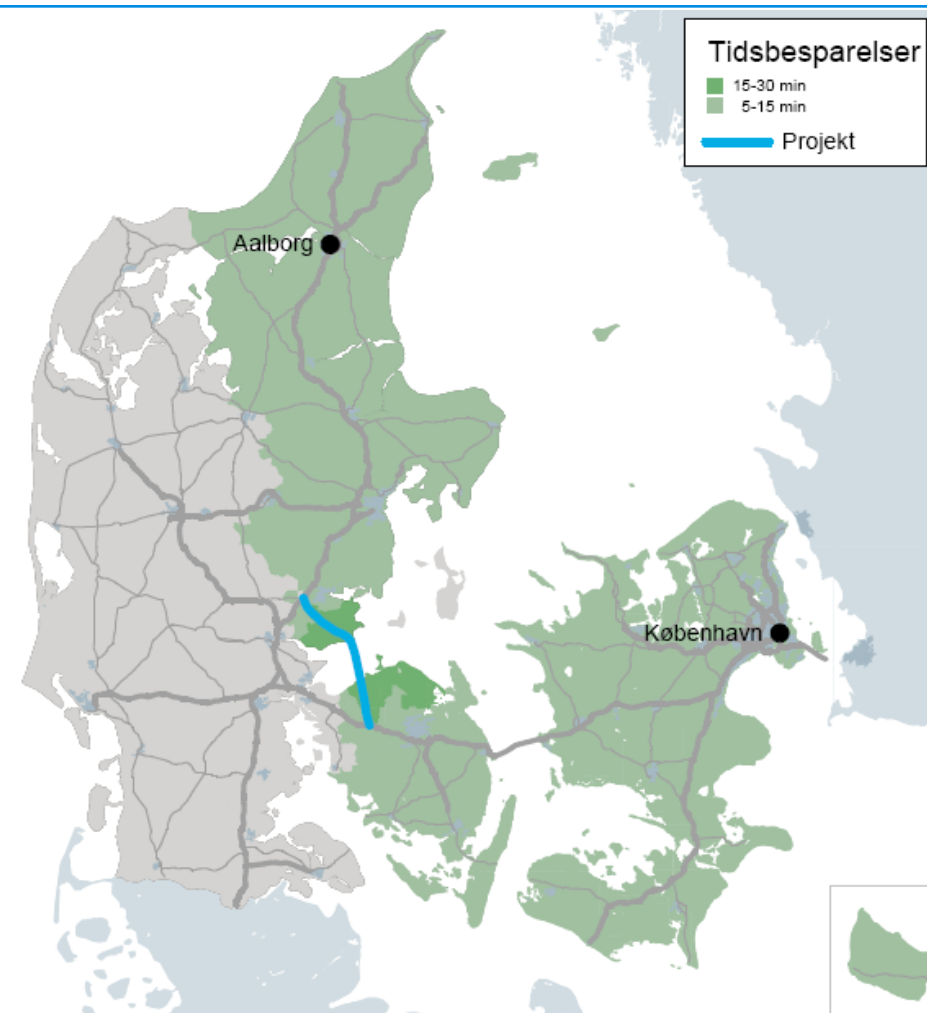 Tidsbesparelser
15-30 min
5-15 min
Projekt
Aalborg
København